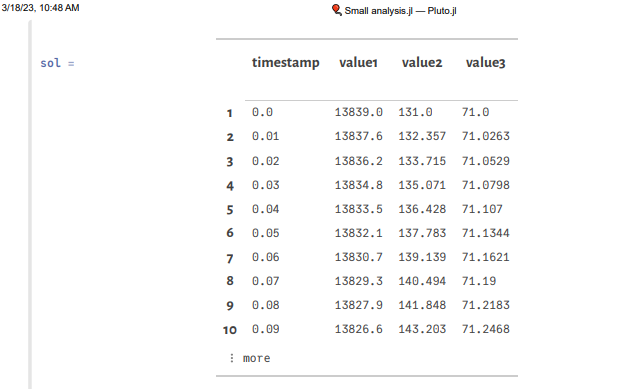 3/18/23, 10:48 AM
🎈 Small analysis.jl — Pluto.jl
sol =
timestamp value1 value2 value3
1 0.0 13839.0 131.0 71.0
2 0.01 13837.6 132.357 71.0263
3 0.02 13836.2 133.715 71.0529
4 0.03 13834.8 135.071 71.0798
5 0.04 13833.5 136.428 71.107
6 0.05 13832.1 137.783 71.1344
7 0.06 13830.7 139.139 71.1621
8 0.07 13829.3 140.494 71.19
9 0.08 13827.9 141.848 71.2183
10 0.09 13826.6 143.203 71.2468
⋮ more